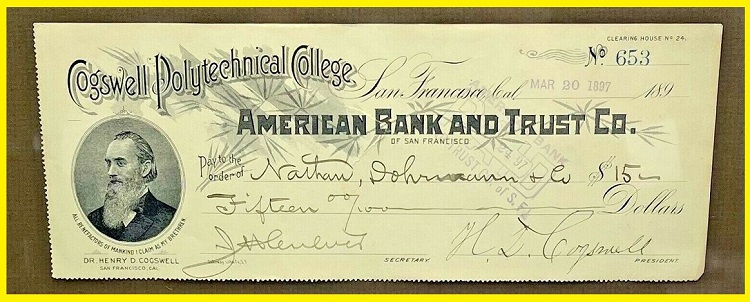 CLEARING HOUSE Nº 24.
Nº 653
Cogswell Polytechnical College
San Francisco, Cal. MAR 20 1897 189
AMERICAN BANK AND TRUST CO.
OF SAN FRANCISCO
Pay to the order of Nathan, Dohrmann & Co $15
Fifteen 00/100 Dollars
ALL BENEFACTORS OF MANKIND I CLAIM AS MY BRETHREN
DR. HENRY D. COGSWELL
SAN FRANCISCO, CAL.
SECRETARY.
H. D. Cogswell
PRESIDENT